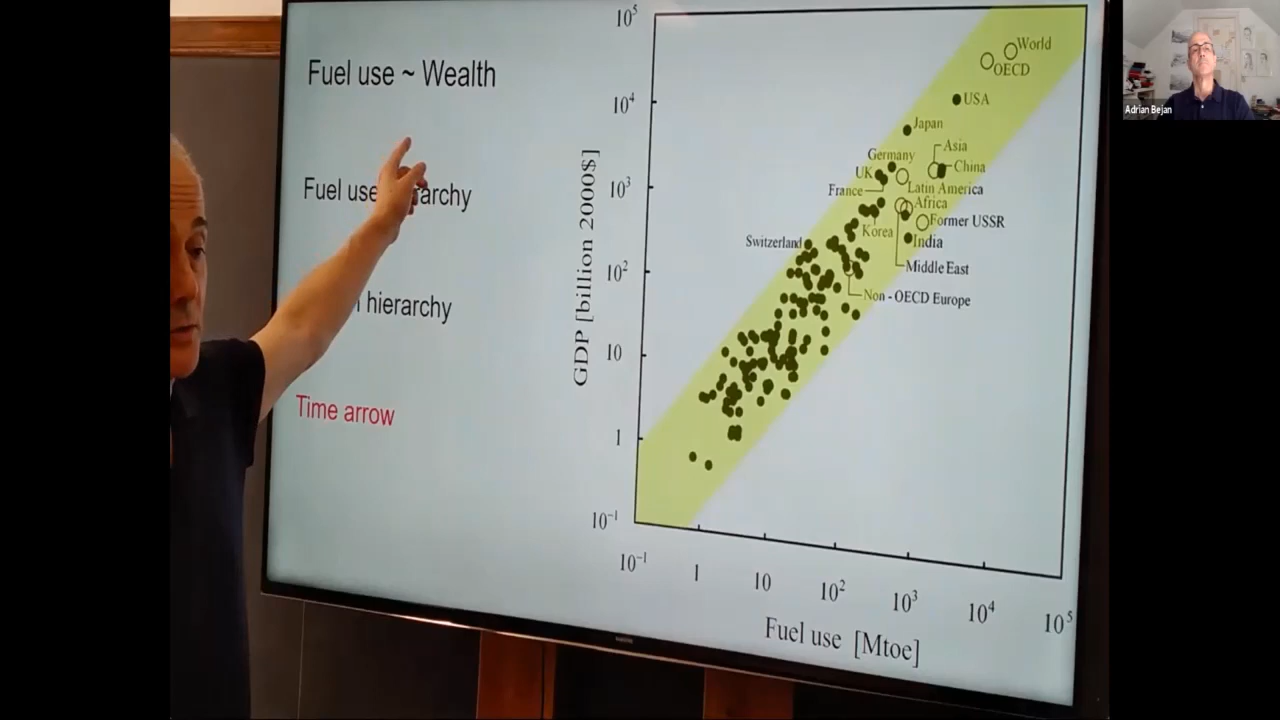 Fuel use ~ Wealth
Fuel use
archy
hierarchy
Time arrow
10⁵
10⁴
10³
10²
10
1
10⁻¹
GDP [billion 2000$]
World
OECD
USA
Japan
Asia
Germany
China
UK
France
Latin America
Africa
Former USSR
Korea
Switzerland
India
Middle East
Non - OECD Europe
10⁻¹
1
10
10²
10³
10⁴
10⁵
Fuel use [Mtoe]
Adrian Bejan